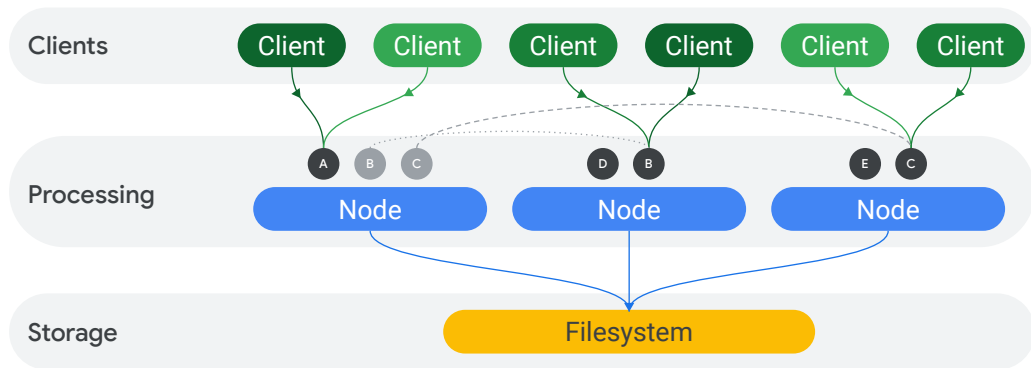 Clients
Client Client Client Client Client Client
A B C D B E C
Processing
Node Node Node
Storage
Filesystem